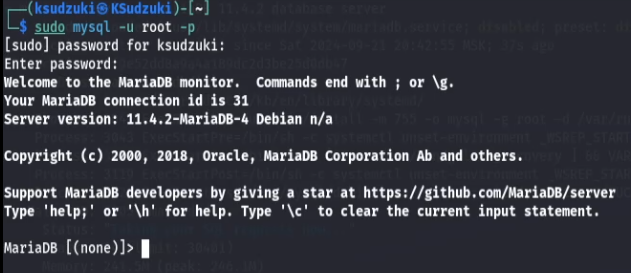 (ksudzuki㉿KSudzuki)-[~]
$ sudo mysql -u root -p
[sudo] password for ksudzuki:
Enter password:
Welcome to the MariaDB monitor.  Commands end with ; or \g.
Your MariaDB connection id is 31
Server version: 11.4.2-MariaDB-4 Debian n/a
Copyright (c) 2000, 2018, Oracle, MariaDB Corporation Ab and others.
Support MariaDB developers by giving a star at https://github.com/MariaDB/server
Type 'help;' or '\h' for help. Type '\c' to clear the current input statement.
MariaDB [(none)]>